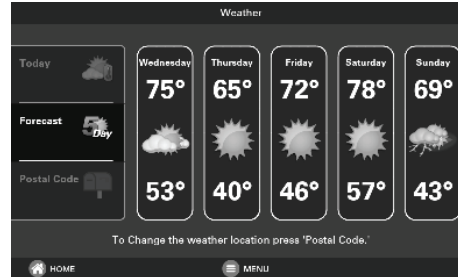 Weather
Today
Forecast
5 Day
Postal Code
Wednesday
75°
53°
Thursday
65°
40°
Friday
72°
46°
Saturday
78°
57°
Sunday
69°
43°
To Change the weather location press 'Postal Code.'
HOME
MENU